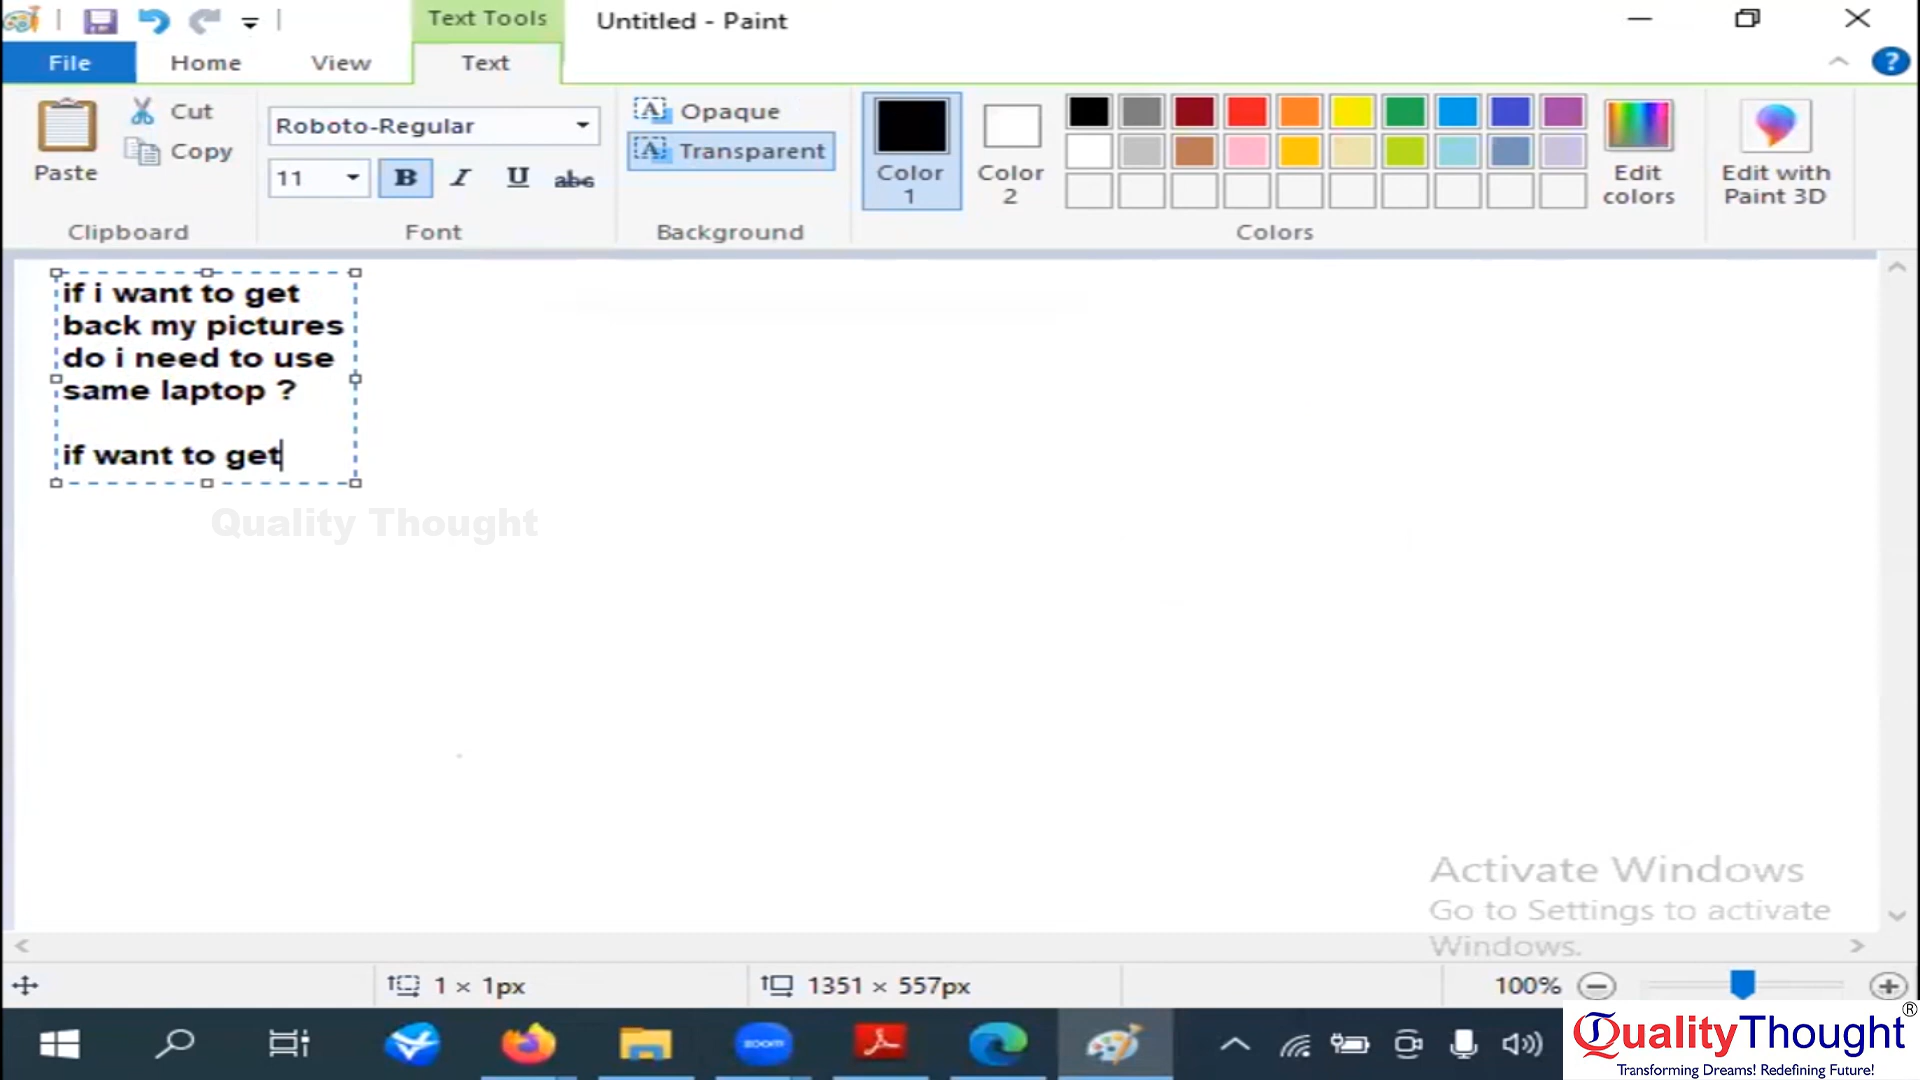 Text Tools
Untitled - Paint
File
Home
View
Text
Paste
Cut
Copy
Clipboard
Roboto-Regular
11
B
I
U
abc
Font
Opaque
Transparent
Background
Color
1
Color
2
Edit
colors
Colors
Edit with
Paint 3D
if i want to get
back my pictures
do i need to use
same laptop ?
if want to get
Quality Thought
Activate Windows
Go to Settings to activate
Windows.
1 × 1px
1351 × 557px
100%
zoom
QualityThought®
Transforming Dreams! Redefining Future!